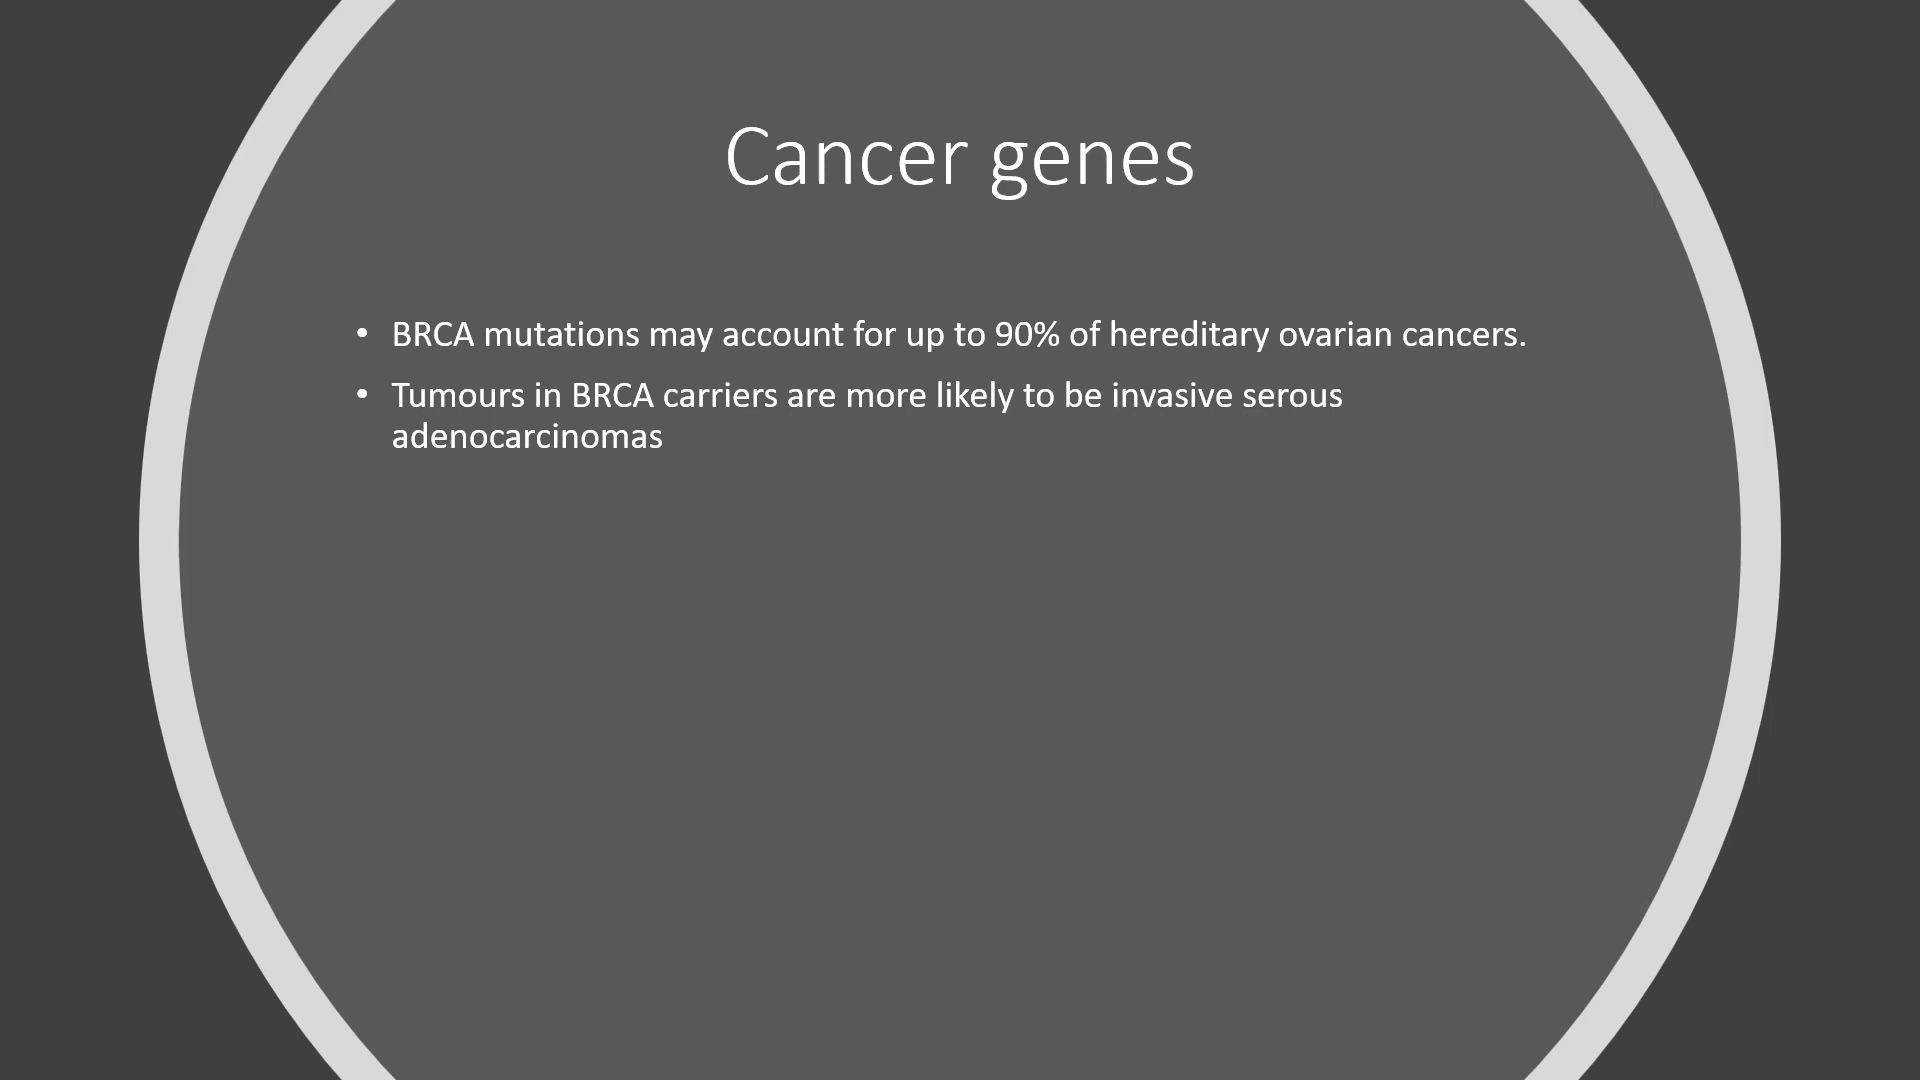 Cancer genes
• BRCA mutations may account for up to 90% of hereditary ovarian cancers.
• Tumours in BRCA carriers are more likely to be invasive serous
adenocarcinomas